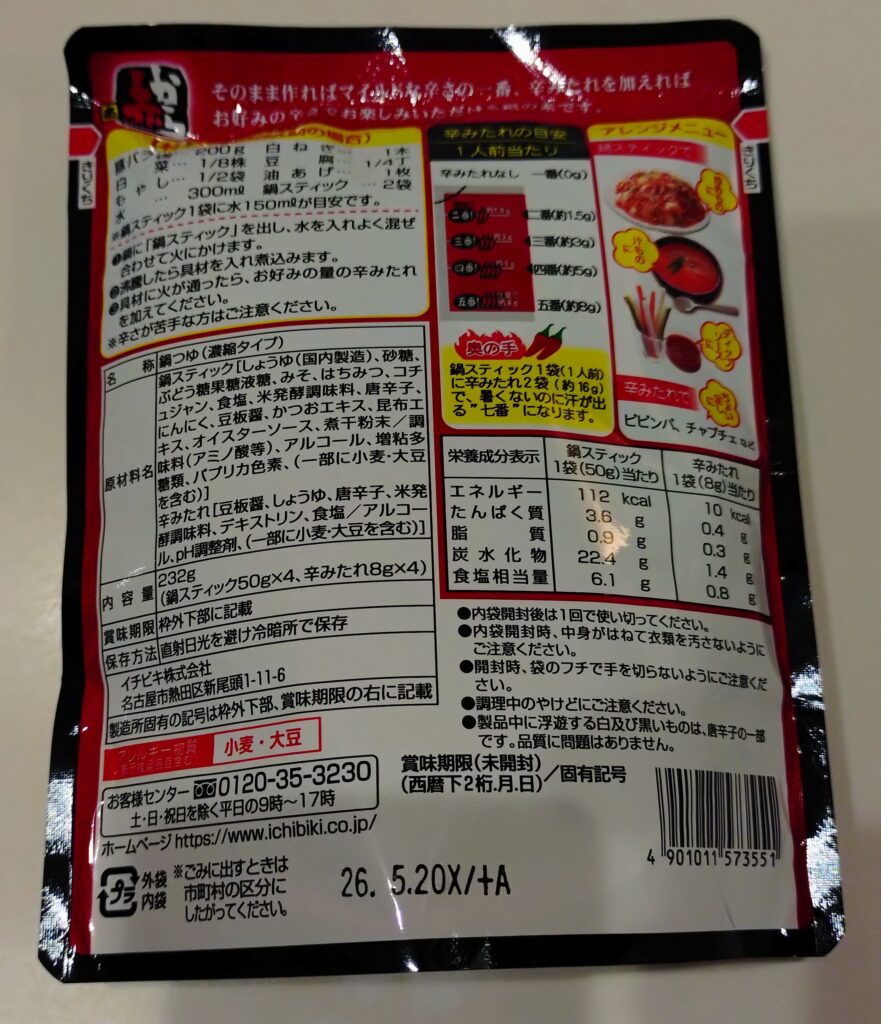 そのまま作ればマイルドな辛さの一番、辛みたれを加えれば
お好みの辛さでお楽しみいただける鍋の素です。
きりくち
きりくち
豚バラ 200g 白ねぎ… 1本
白菜… 1/8株 豆腐… 1/4丁
もやし… 1/2袋 油あげ… 1枚
水… 300mℓ 鍋スティック… 2袋
※鍋スティック1袋に水150mℓが目安です。
❶鍋に「鍋スティック」を出し、水を入れよく混ぜ
合わせて火にかけます。
❷沸騰したら具材を入れ煮込みます。
❸具材に火が通ったら、お好みの量の辛みたれ
を加えてください。
※辛さが苦手な方はご注意ください。
辛みたれの目安
1人前当たり
辛みたれなし 一番(0g)
二番! 二番(約1.5g)
三番! 三番(約3g)
四番! 四番(約5g)
五番! 五番(約8g)
奥の手
鍋スティック1袋(1人前)
に辛みたれ2袋(約16g)
で、暑くないのに汗が出
る"七番"になります。
アレンジメニュー
鍋スティックで
辛みたれで
ビビンバ、チャプチェ など
名称 鍋つゆ(濃縮タイプ)
原材料名 鍋スティック[しょうゆ(国内製造)、砂糖、
ぶどう糖果糖液糖、みそ、はちみつ、コチ
ュジャン、食塩、米発酵調味料、唐辛子、
にんにく、豆板醤、かつおエキス、昆布エ
キス、オイスターソース、煮干粉末/調
味料(アミノ酸等)、アルコール、増粘多
糖類、パプリカ色素、(一部に小麦・大豆
を含む)]
辛みたれ[豆板醤、しょうゆ、唐辛子、米発
酵調味料、デキストリン、食塩/アルコー
ル、pH調整剤、(一部に小麦・大豆を含む)]
内容量 232g
(鍋スティック50g×4、辛みたれ8g×4)
賞味期限 枠外下部に記載
保存方法 直射日光を避け冷暗所で保存
イチビキ株式会社
名古屋市熱田区新尾頭1-11-6
製造所固有の記号は枠外下部、賞味期限の右に記載
アレルギー物質
小麦・大豆
お客様センター 0120-35-3230
土・日・祝日を除く平日の9時〜17時
ホームページ https://www.ichibiki.co.jp/
プラ 外袋
内袋
※ごみに出すときは
市町村の区分に
したがってください。
栄養成分表示 鍋スティック 1袋(50g)当たり 辛みたれ 1袋(8g)当たり
エネルギー 112 kcal 10 kcal
たんぱく質 3.6 g 0.4 g
脂質 0.9 g 0.3 g
炭水化物 22.4 g 1.4 g
食塩相当量 6.1 g 0.8 g
●内袋開封後は1回で使い切ってください。
●内袋開封時、中身がはねて衣類を汚さないように
ご注意ください。
●開封時、袋のフチで手を切らないようにご注意くだ
さい。
●調理中のやけどにご注意ください。
●製品中に浮遊する白及び黒いものは、唐辛子の一部
です。品質に問題はありません。
賞味期限(未開封)
(西暦下2桁.月.日)/固有記号
26. 5.20X/+A
4 901011 573551